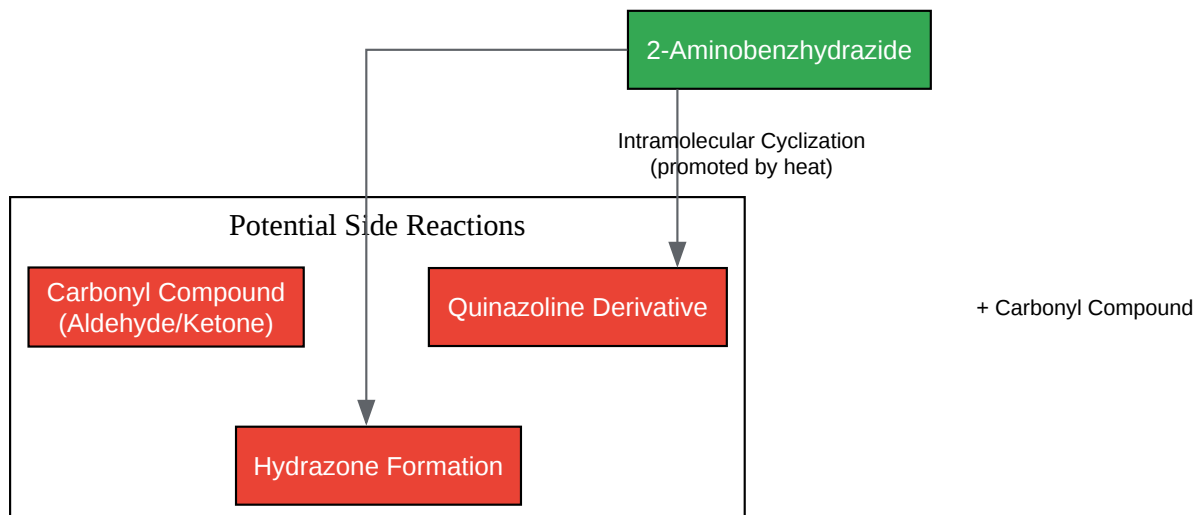 2-Aminobenzhydrazide
Intramolecular Cyclization
(promoted by heat)
Potential Side Reactions
Carbonyl Compound
(Aldehyde/Ketone)
Quinazoline Derivative
+ Carbonyl Compound
Hydrazone Formation